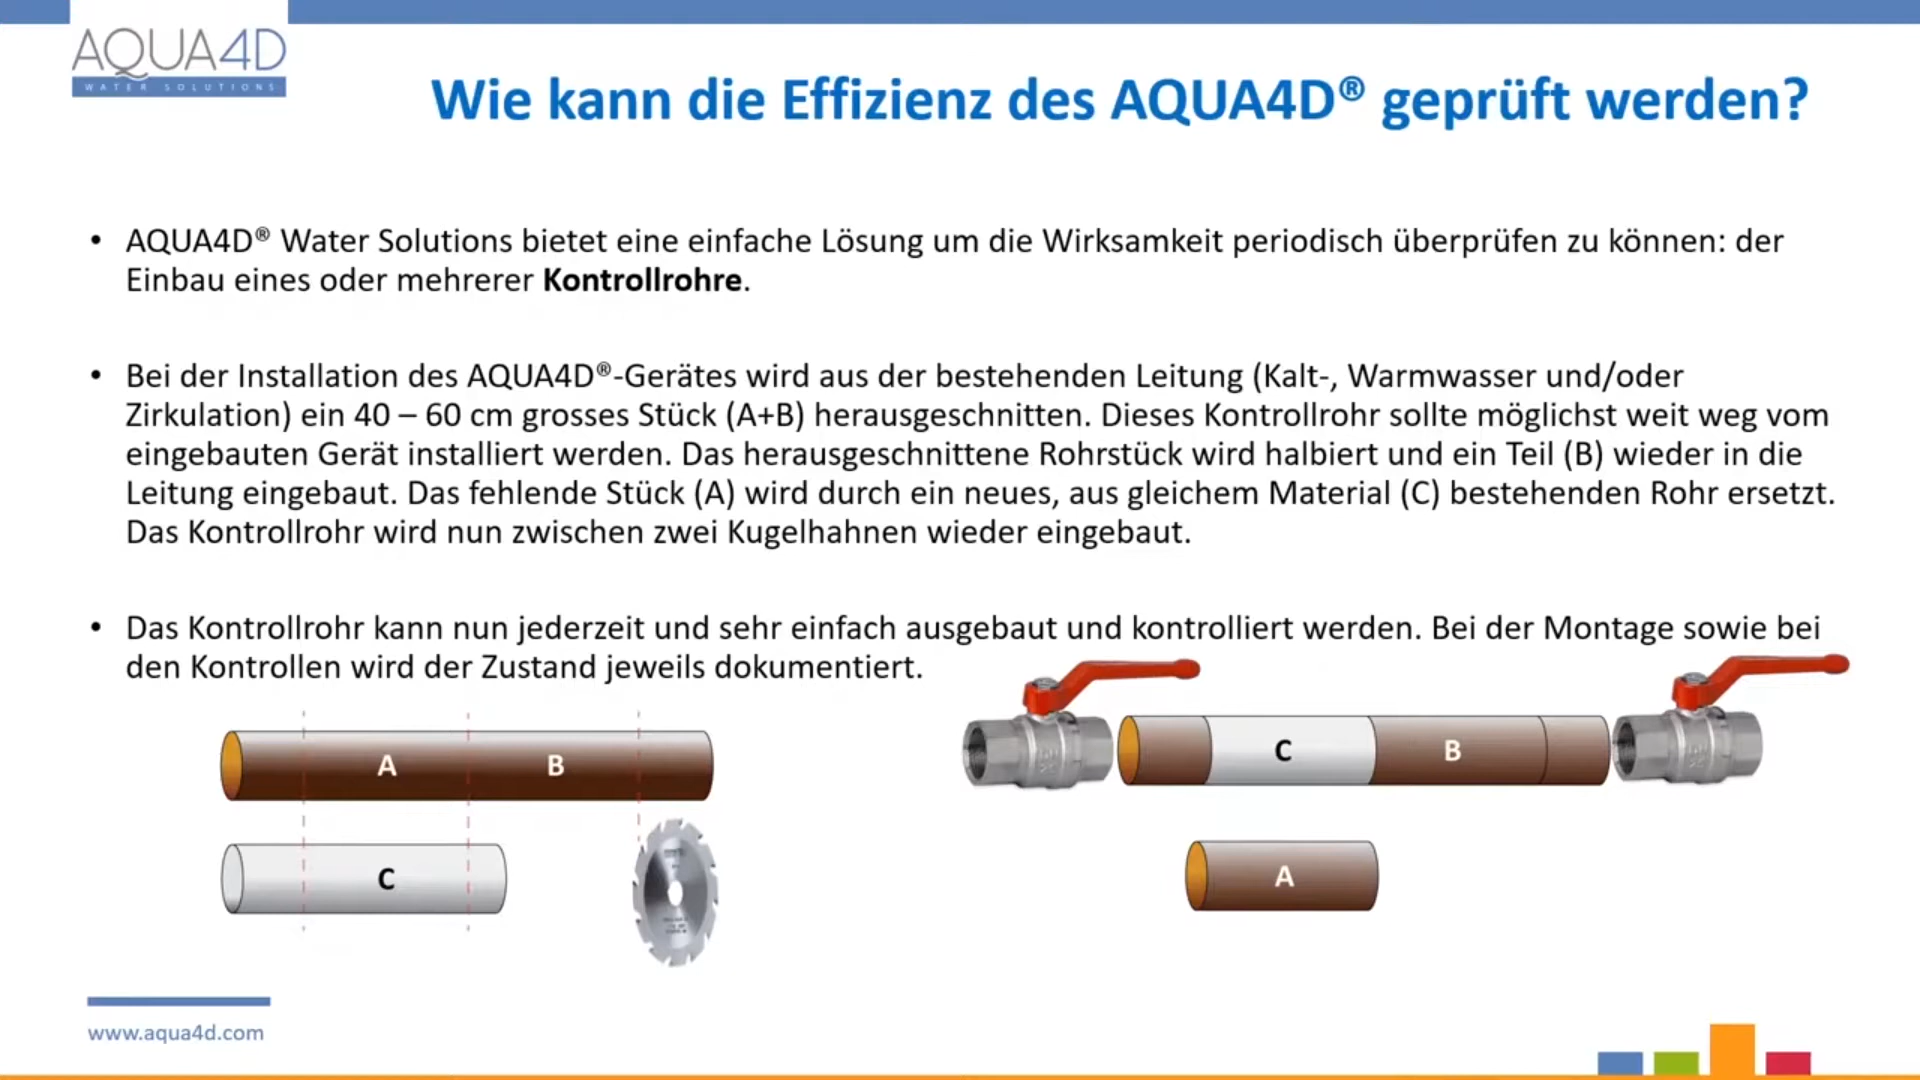 AQUA4D
WATER SOLUTIONS
Wie kann die Effizienz des AQUA4D® geprüft werden?
• AQUA4D® Water Solutions bietet eine einfache Lösung um die Wirksamkeit periodisch überprüfen zu können: der
Einbau eines oder mehrerer Kontrollrohre.
• Bei der Installation des AQUA4D®-Gerätes wird aus der bestehenden Leitung (Kalt-, Warmwasser und/oder
Zirkulation) ein 40 – 60 cm grosses Stück (A+B) herausgeschnitten. Dieses Kontrollrohr sollte möglichst weit weg vom
eingebauten Gerät installiert werden. Das herausgeschnittene Rohrstück wird halbiert und ein Teil (B) wieder in die
Leitung eingebaut. Das fehlende Stück (A) wird durch ein neues, aus gleichem Material (C) bestehenden Rohr ersetzt.
Das Kontrollrohr wird nun zwischen zwei Kugelhahnen wieder eingebaut.
• Das Kontrollrohr kann nun jederzeit und sehr einfach ausgebaut und kontrolliert werden. Bei der Montage sowie bei
den Kontrollen wird der Zustand jeweils dokumentiert.
A B
C
C B
A
www.aqua4d.com